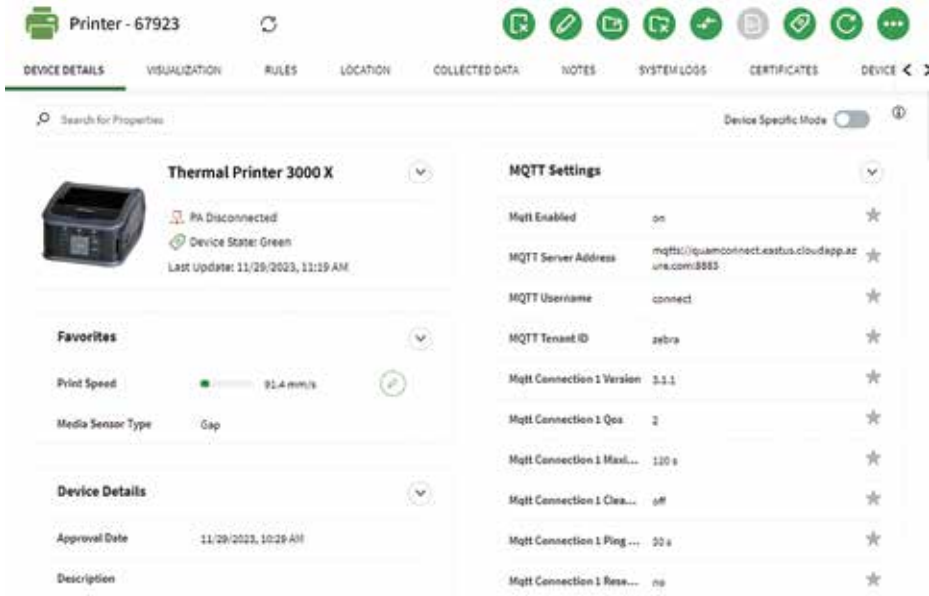 Printer - 67923
DEVICE DETAILS
VISUALIZATION
RULES
LOCATION
COLLECTED DATA
NOTES
SYSTEM LOGS
CERTIFICATES
DEVICE
Search for Properties
Device Specific Mode
Thermal Printer 3000 X
PA Disconnected
Device State: Green
Last Update: 11/29/2023, 11:19 AM
Favorites
Print Speed 91.4 mm/s
Media Sensor Type Gap
Device Details
Approval Date 11/29/2023, 10:29 AM
Description
MQTT Settings
Mqtt Enabled on
MQTT Server Address mqtts://quamconnect.eastus.cloudapp.az
ure.com:8883
MQTT Username connect
MQTT Tenant ID zebra
Mqtt Connection 1 Version 3.1.1
Mqtt Connection 1 Qos 2
Mqtt Connection 1 Maxi... 120 s
Mqtt Connection 1 Clea... off
Mqtt Connection 1 Ping ...
Mqtt Connection 1 Rese... no